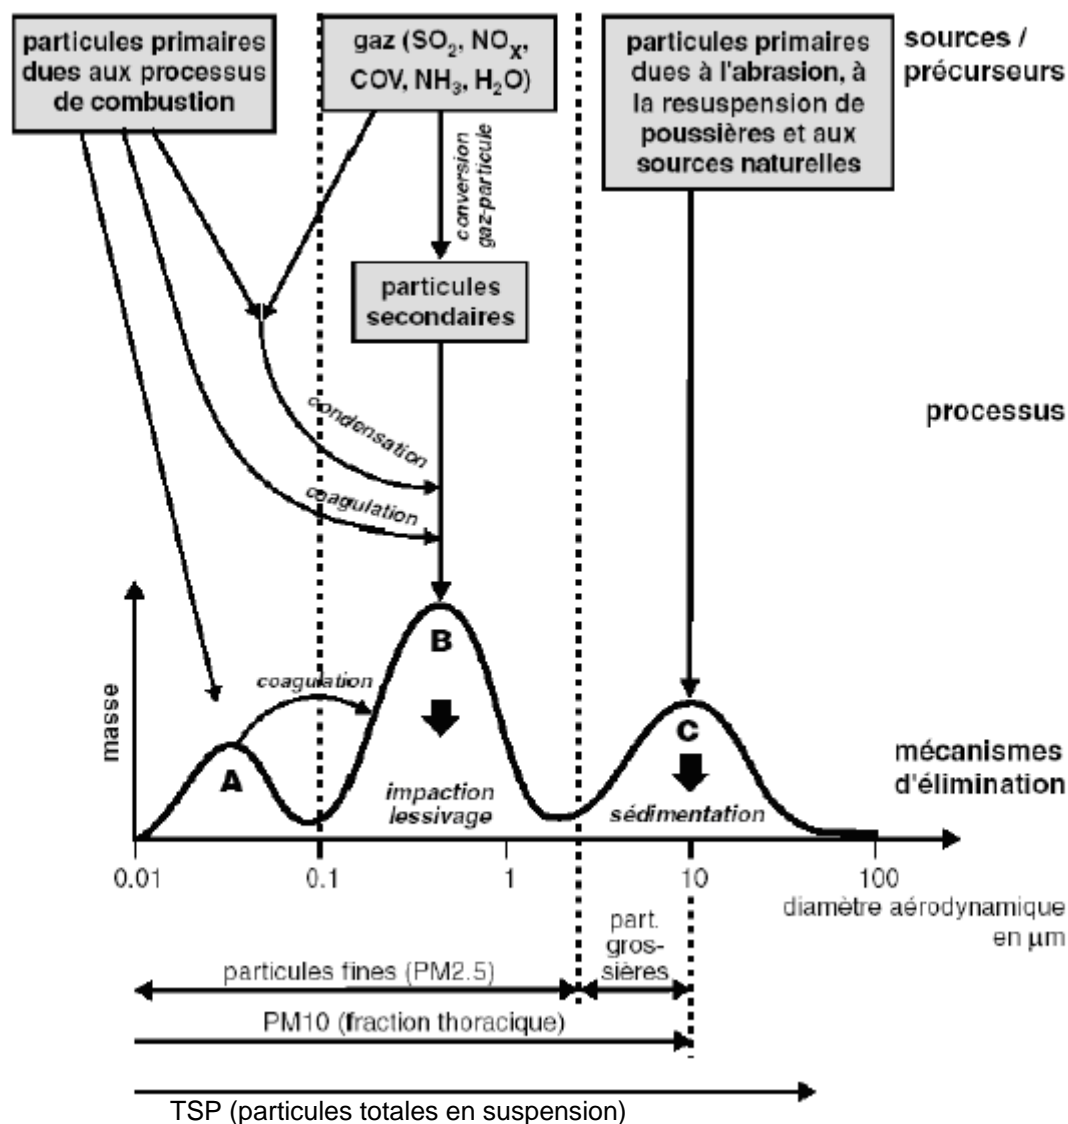 particules primaires
dues aux processus
de combustion
gaz (SO₂, NOₓ,
COV, NH₃, H₂O)
particules primaires
dues à l'abrasion, à
la resuspension de
poussières et aux
sources naturelles
sources /
précurseurs
conversion
gaz-particule
particules
secondaires
condensation
coagulation
processus
coagulation
masse
A
B
C
impaction
lessivage
sédimentation
mécanismes
d'élimination
0.01
0.1
1
10
100
diamètre aérodynamique
en μm
part.
gros-
sières
particules fines (PM2.5)
PM10 (fraction thoracique)
TSP (particules totales en suspension)